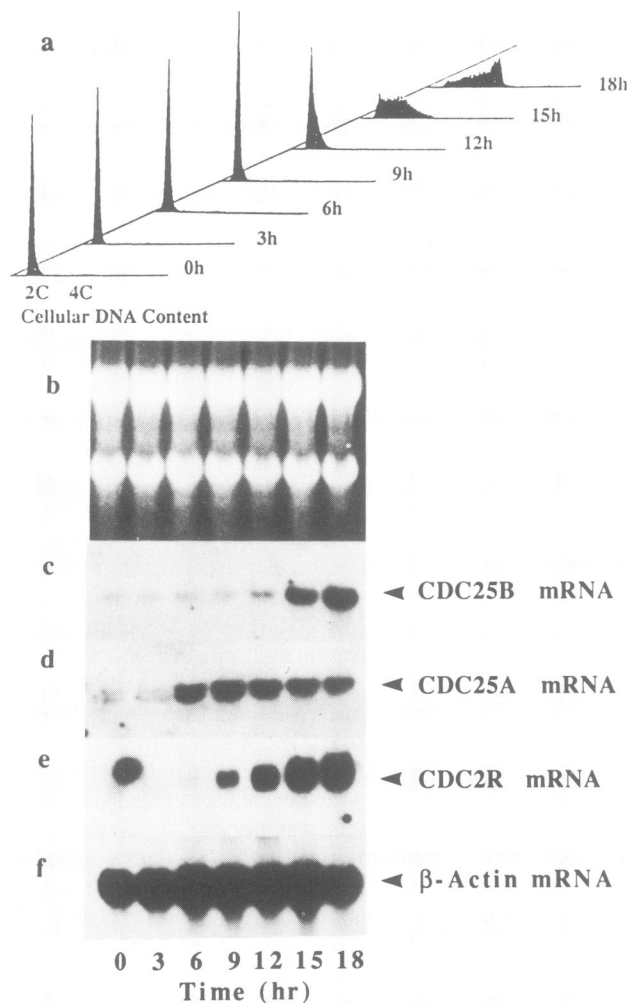 a
18h
15h
12h
9h
6h
3h
0h
2C 4C
Cellular DNA Content
b
c
CDC25B mRNA
d
CDC25A mRNA
e
CDC2R mRNA
f
β-Actin mRNA
0 3 6 9 12 15 18
Time (hr)